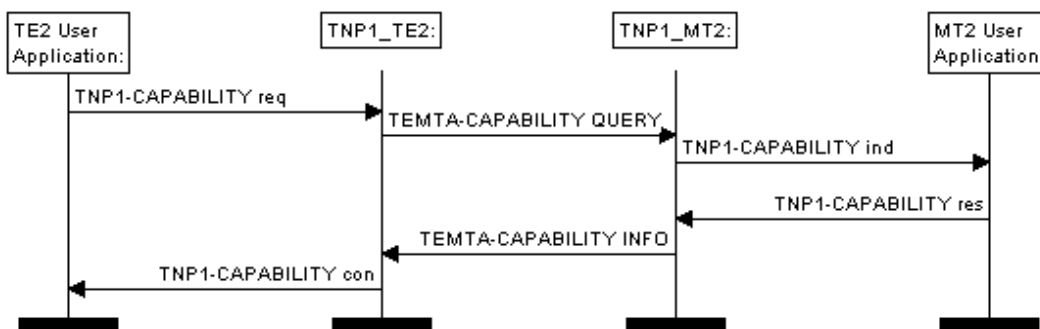 TE2 User
Application:
TNP1_TE2:
TNP1_MT2:
MT2 User
Application
TNP1-CAPABILITY req
TEMTA-CAPABILITY QUERY
TNP1-CAPABILITY ind
TNP1-CAPABILITY res
TEMTA-CAPABILITY INFO
TNP1-CAPABILITY con